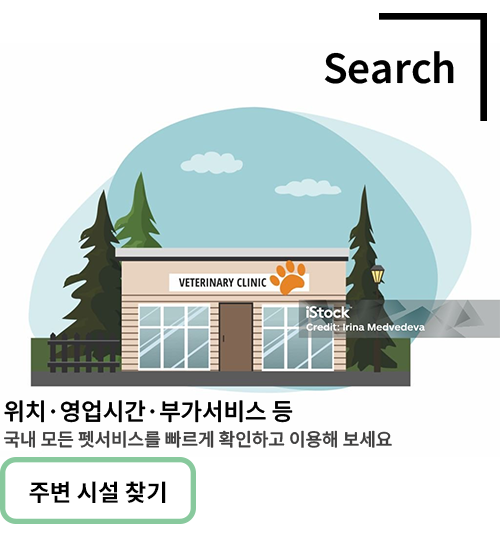 Search
VETERINARY CLINIC
iStock
Credit: Irina Medvedeva
위치·영업시간·부가서비스 등
국내 모든 펫서비스를 빠르게 확인하고 이용해 보세요
주변 시설 찾기